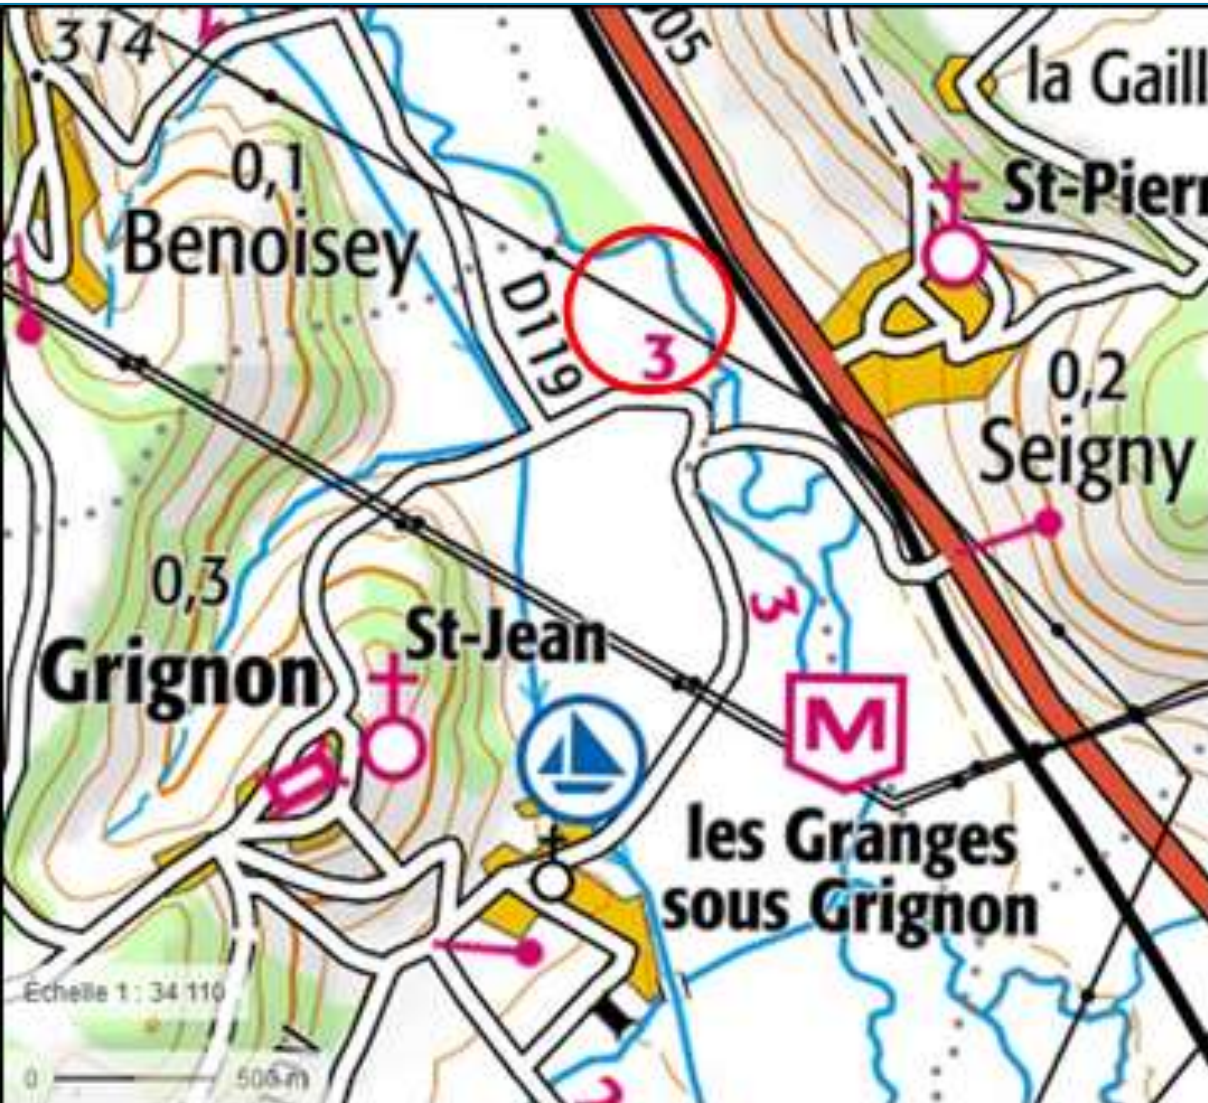 314
005
la Gaill
0,1
St-Pierr
Benoisey
D119
3
0,2
Seigny
0,3
3
St-Jean
Grignon
M
les Granges
sous Grignon
Echelle 1 : 34 110
0 500 m